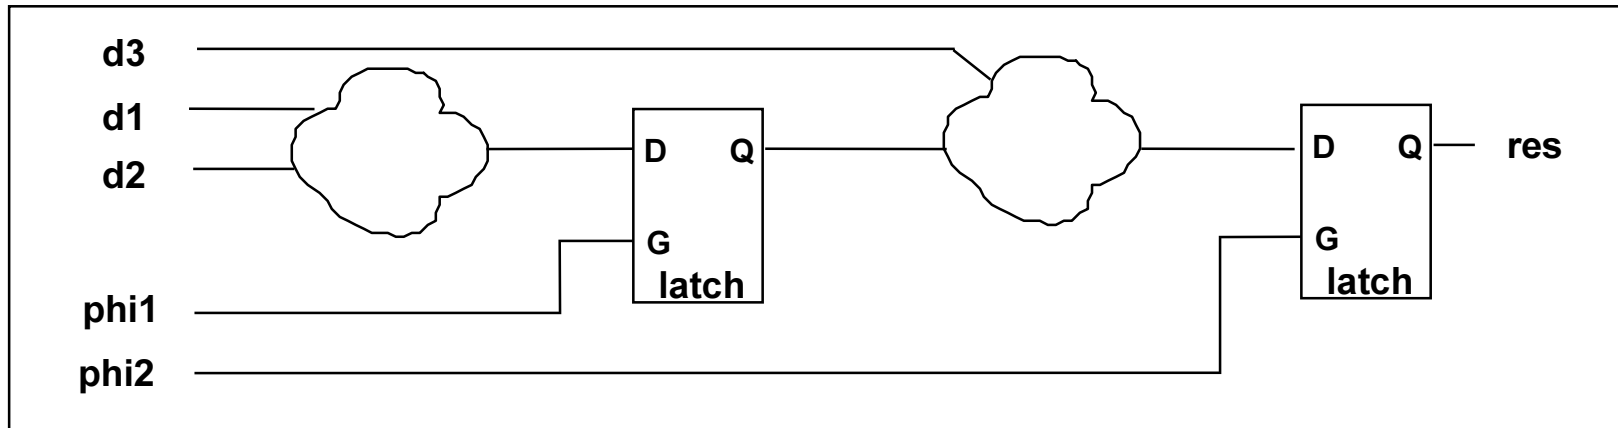 d3
d1
d2
phi1
phi2
D Q
G
latch
D Q
G
latch
res